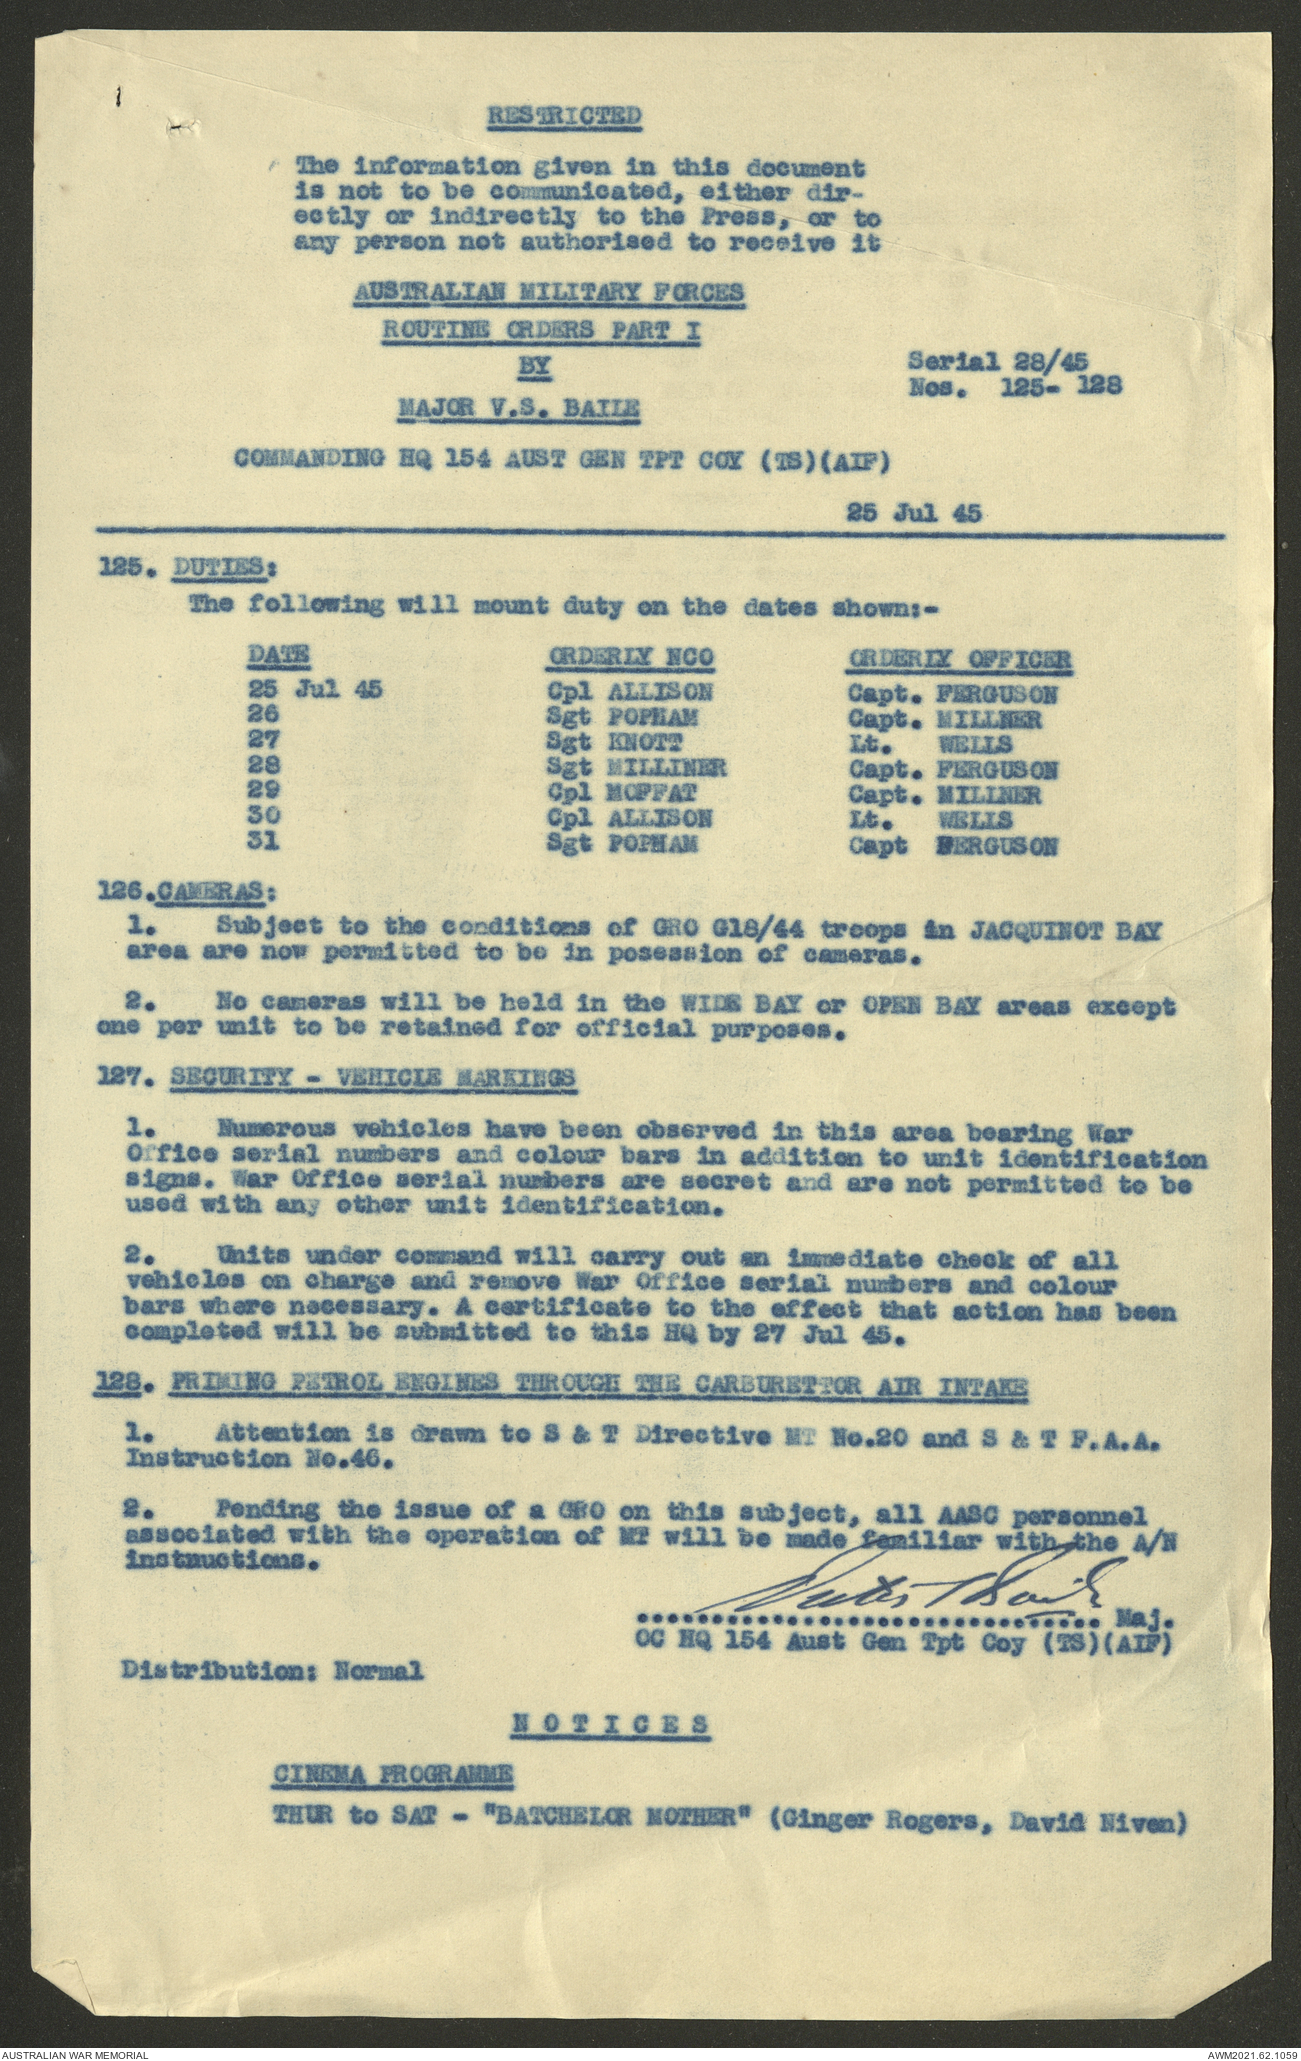 1
RESTRICTED
The information given in this document
is not to be communicated, either dir-
ectly or indirectly to the Press, or to
any person not authorised to receive it
AUSTRALIAN MILITARY FORCES
ROUTINE ORDERS PART I
BY
Serial 28/45
Nos. 125- 128
MAJOR V.S. BAILE
COMMANDING HQ 154 AUST GEN TPT COY (TS)(AIF)
25 Jul 45
125. DUTIES:
The following will mount duty on the dates shown:-
DATE ORDERLY NCO ORDERLY OFFICER
25 Jul 45 Cpl ALLISON Capt. FERGUSON
26 Sgt POPHAM Capt. MILLNER
27 Sgt KNOTT Lt. WELLS
28 Sgt MILLINER Capt. FERGUSON
29 Cpl MOFFAT Capt. MILLNER
30 Cpl ALLISON Lt. WELLS
31 Sgt POPHAM Capt FERGUSON
126.CAMERAS:
1. Subject to the conditions of GRO G18/44 troops in JACQUINOT BAY
area are now permitted to be in posession of cameras.
2. No cameras will be held in the WIDE BAY or OPEN BAY areas except
one per unit to be retained for official purposes.
127. SECURITY - VEHICLE MARKINGS
1. Numerous vehicles have been observed in this area bearing War
Office serial numbers and colour bars in addition to unit identification
signs. War Office serial numbers are secret and are not permitted to be
used with any other unit identification.
2. Units under command will carry out an immediate check of all
vehicles on charge and remove War Office serial numbers and colour
bars where necessary. A certificate to the effect that action has been
completed will be submitted to this HQ by 27 Jul 45.
128. PRIMING PETROL ENGINES THROUGH THE CARBURETTOR AIR INTAKE
1. Attention is drawn to S & T Directive MT No.20 and S & T F.A.A.
Instruction No.46.
2. Pending the issue of a GRO on this subject, all AASC personnel
associated with the operation of MT will be made familiar with the A/N
instructions.
................................ Maj.
OC HQ 154 Aust Gen Tpt Coy (TS)(AIF)
Distribution: Normal
N O T I C E S
CINEMA PROGRAMME
THUR to SAT - "BATCHELOR MOTHER" (Ginger Rogers, David Niven)
AUSTRALIAN WAR MEMORIAL AWM2021.62.1059